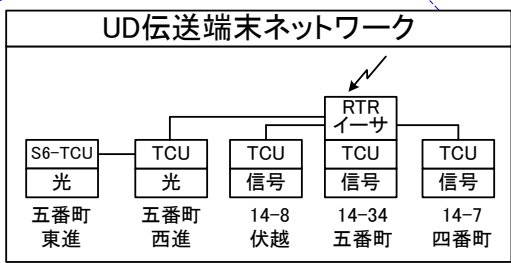 UD伝送端末ネットワーク
RTR
イーサ
S6-TCU
TCU
TCU
TCU
TCU
光
光
信号
信号
信号
五番町
東進
五番町
西進
14-8
伏越
14-34
五番町
14-7
四番町